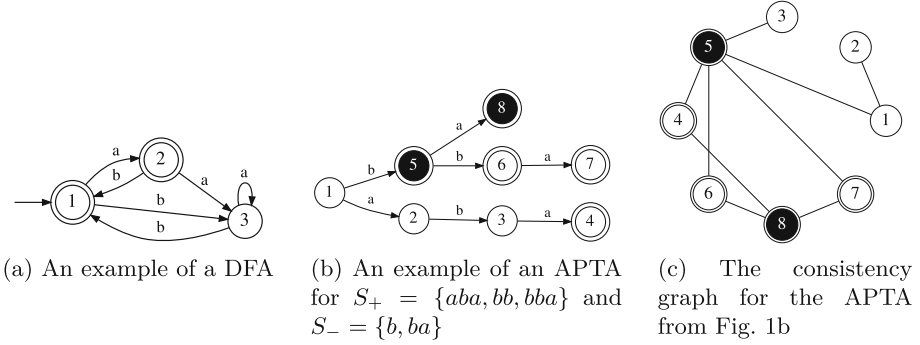 1
2
3
a
b
a
a
b
b
1
b
a
5
a
8
b
6
a
7
2
b
3
a
4
3
5
2
4
1
6
7
8
(a) An example of a DFA
(b) An example of an APTA
for S₊ = {aba, bb, bba} and
S₋ = {b, ba}
(c) The consistency
graph for the APTA
from Fig. 1b